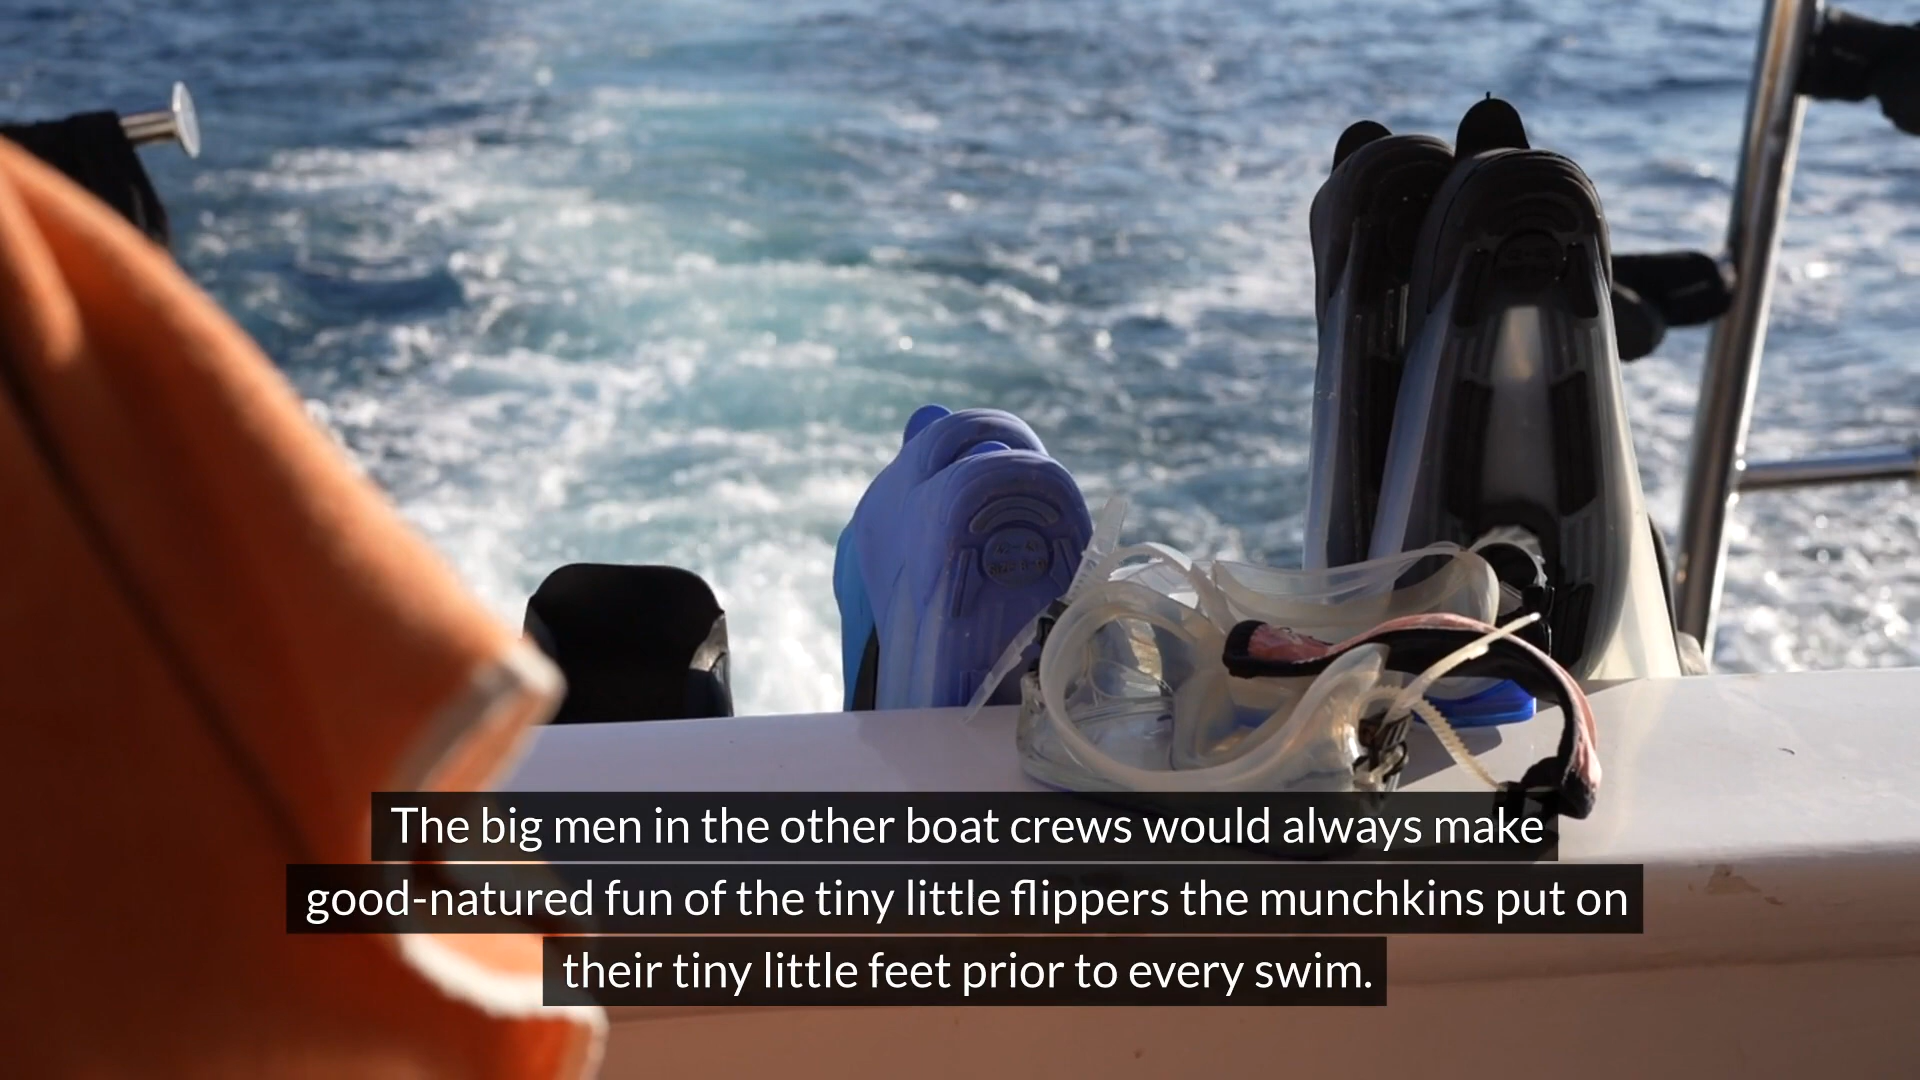 The big men in the other boat crews would always make
good-natured fun of the tiny little flippers the munchkins put on
their tiny little feet prior to every swim.